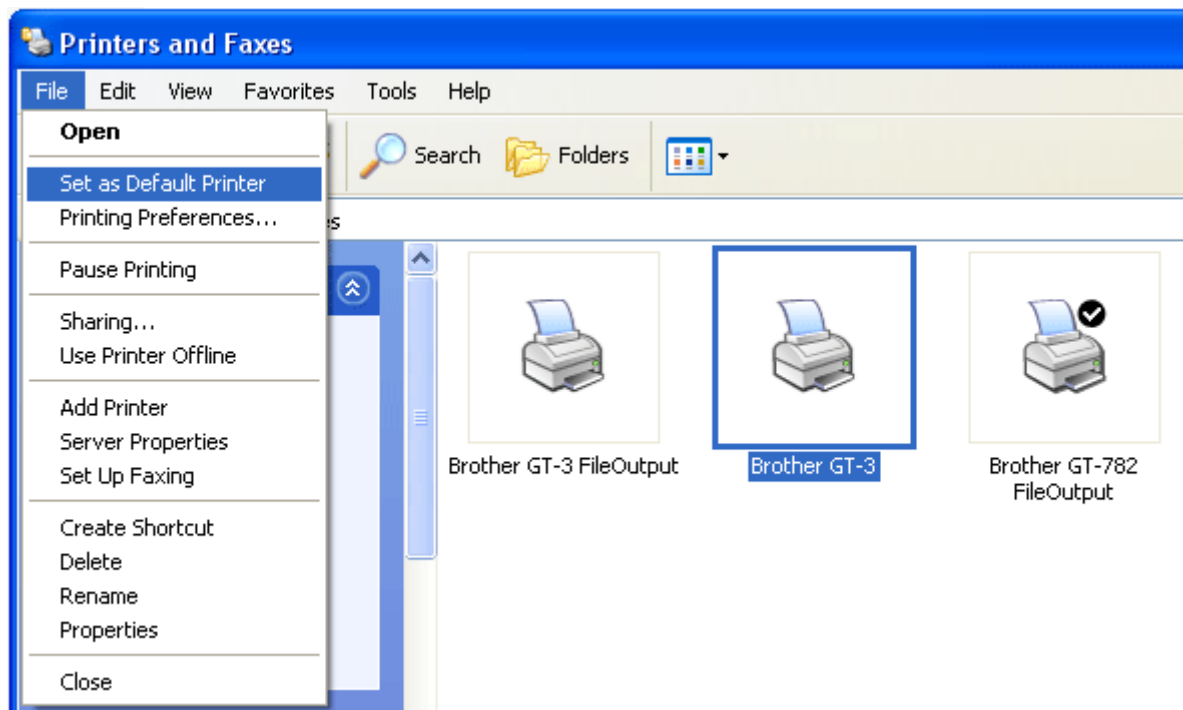 Printers and Faxes
File Edit View Favorites Tools Help
Open
Search Folders
Set as Default Printer
Printing Preferences...
Pause Printing
Sharing...
Use Printer Offline
Add Printer
Server Properties
Set Up Faxing
Create Shortcut
Delete
Rename
Properties
Close
Brother GT-3 FileOutput
Brother GT-3
Brother GT-782
FileOutput